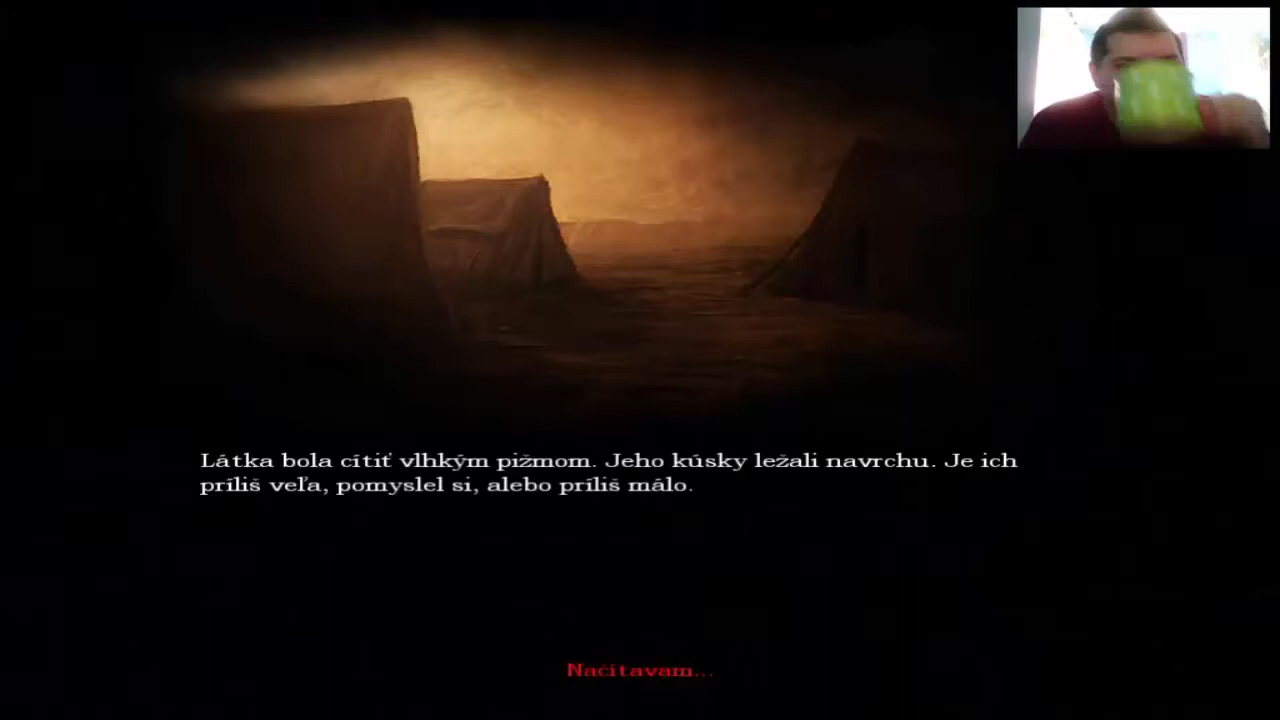 Látka bola cítiť vlhkým pižmom. Jeho kúsky ležali navrchu. Je ich
príliš veľa, pomyslel si, alebo príliš málo.
Načítavam...